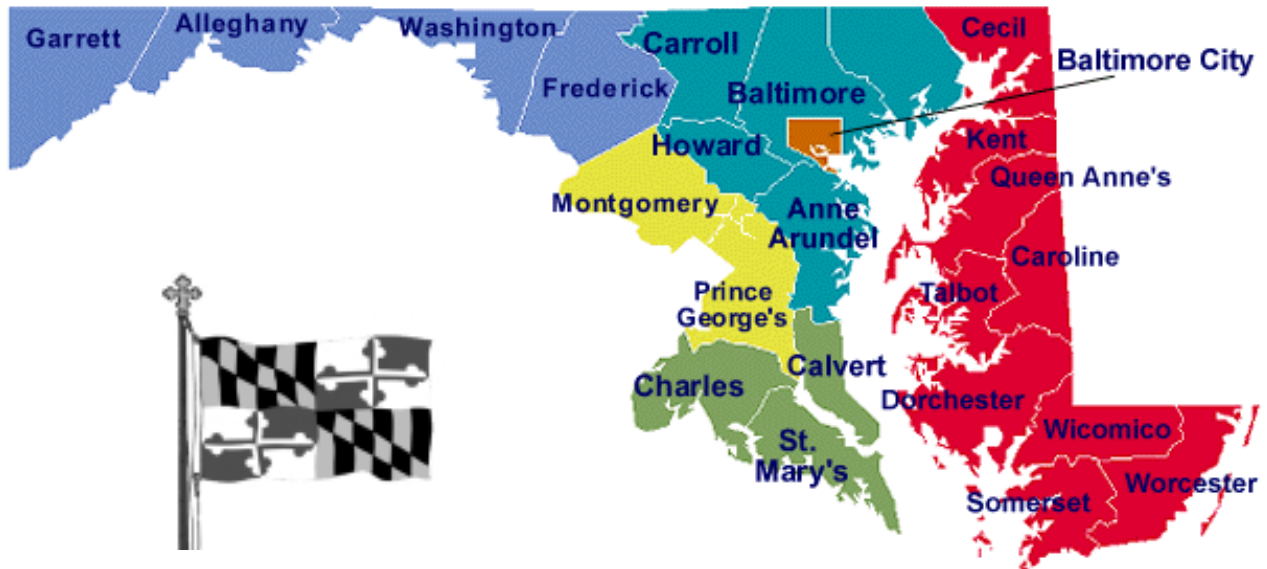 Garrett
Alleghany
Washington
Frederick
Carroll
Baltimore
Cecil
Baltimore City
Howard
Kent
Queen Anne's
Montgomery
Anne
Arundel
Caroline
Talbot
Prince
George's
Calvert
Charles
Dorchester
St.
Mary's
Wicomico
Somerset
Worcester